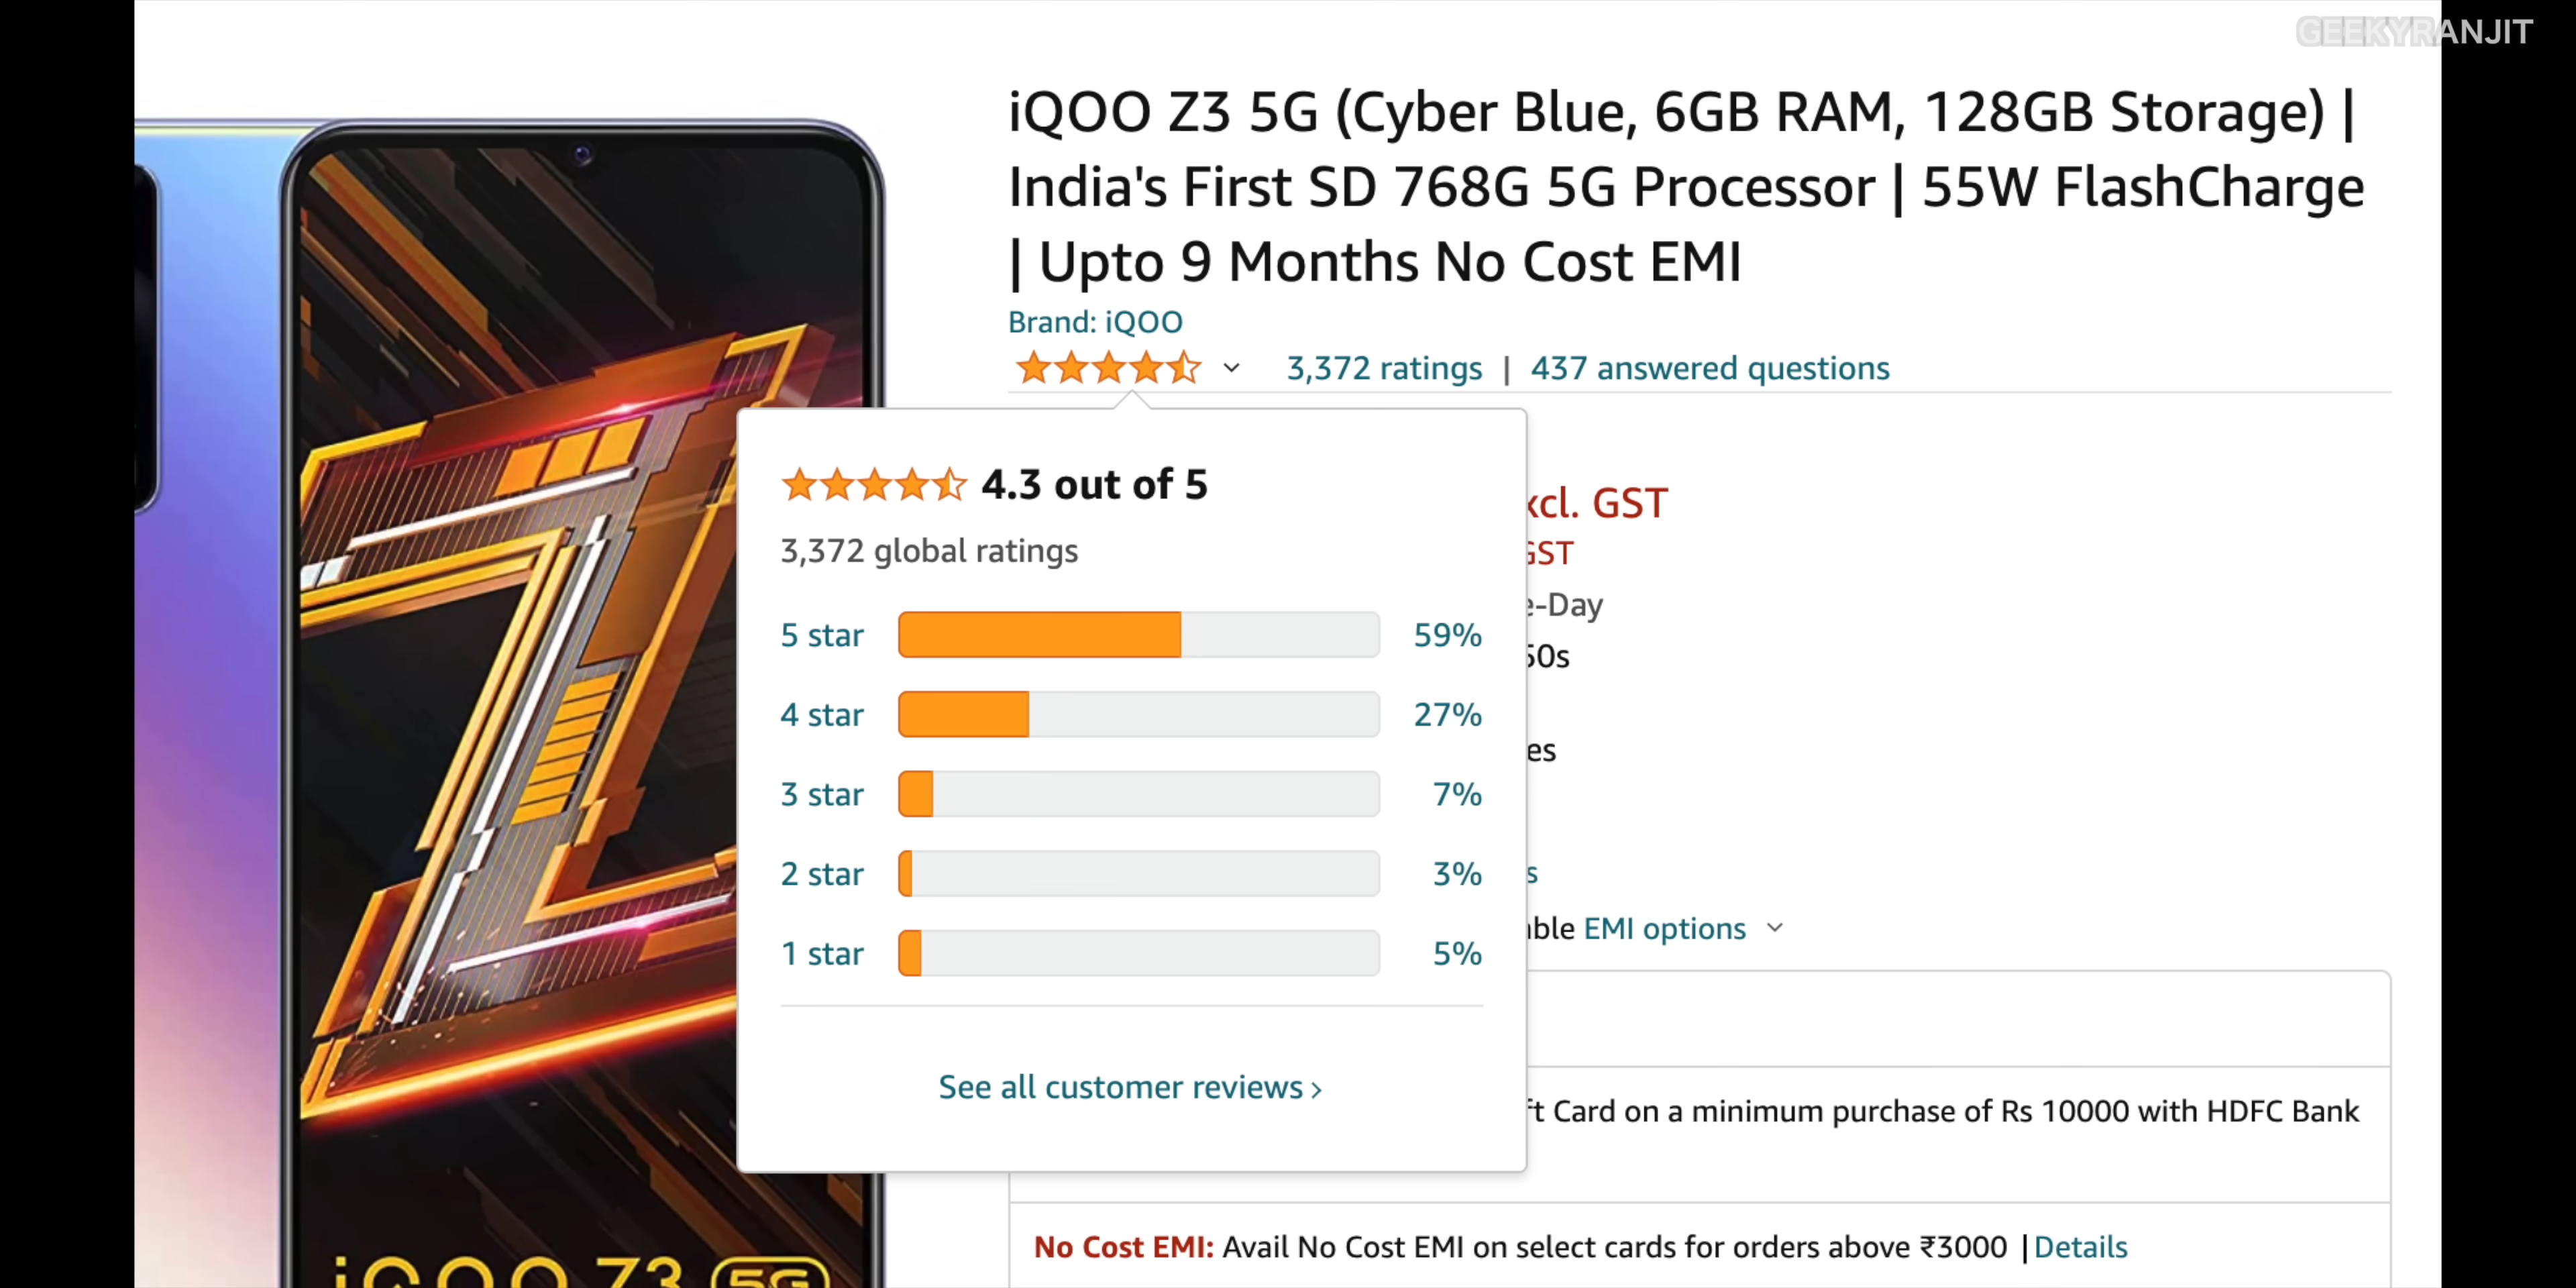 GEEKYRANJIT
iQOO Z3 5G (Cyber Blue, 6GB RAM, 128GB Storage) |
India's First SD 768G 5G Processor | 55W FlashCharge
| Upto 9 Months No Cost EMI
Brand: iQOO
3,372 ratings | 437 answered questions
4.3 out of 5
3,372 global ratings
5 star 59%
4 star 27%
3 star 7%
2 star 3%
1 star 5%
See all customer reviews ›
GST
GST
-Day
EMI options
Card on a minimum purchase of Rs 10000 with HDFC Bank
No Cost EMI: Avail No Cost EMI on select cards for orders above ₹3000 | Details
iQOO Z3 5G